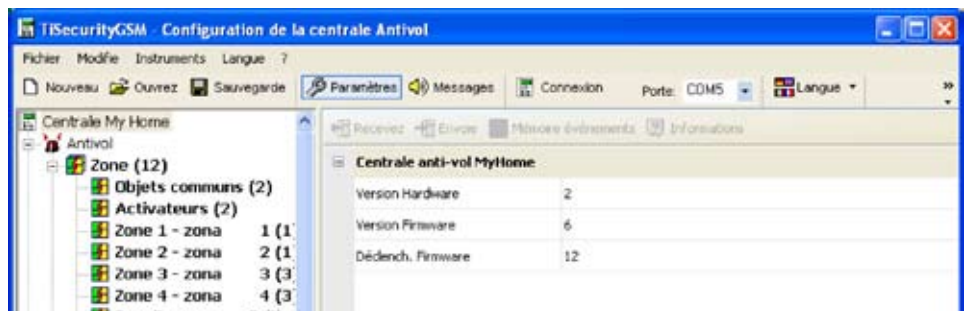 TiSecurityGSM - Configuration de la centrale Antivol
Fichier Modifie Instruments Langue ?
Nouveau Ouvrez Sauvegarde Paramètres Messages Connexion Porte: COM5 Langue »
Centrale My Home
Recevez Envoie Mémoire événements Informations
Antivol
Zone (12)
Objets communs (2)
Activateurs (2)
Zone 1 - zona 1 (1
Zone 2 - zona 2 (1
Zone 3 - zona 3 (3
Zone 4 - zona 4 (3
Centrale anti-vol MyHome
Version Hardware 2
Version Firmware 6
Déclench. Firmware 12